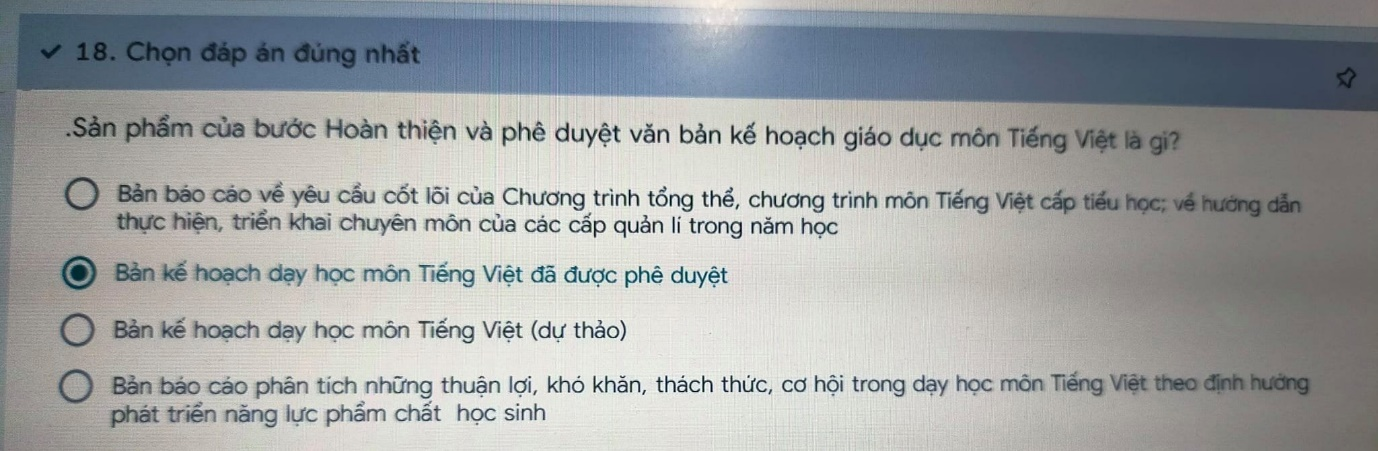 18. Chọn đáp án đúng nhất
.Sản phẩm của bước Hoàn thiện và phê duyệt văn bản kế hoạch giáo dục môn Tiếng Việt là gì?
Bản báo cáo về yêu cầu cốt lõi của Chương trình tổng thể, chương trình môn Tiếng Việt cấp tiểu học; về hướng dẫn
thực hiện, triển khai chuyên môn của các cấp quản lí trong năm học
Bản kế hoạch dạy học môn Tiếng Việt đã được phê duyệt
Bản kế hoạch dạy học môn Tiếng Việt (dự thảo)
Bản báo cáo phân tích những thuận lợi, khó khăn, thách thức, cơ hội trong dạy học môn Tiếng Việt theo định hướng
phát triển năng lực phẩm chất học sinh